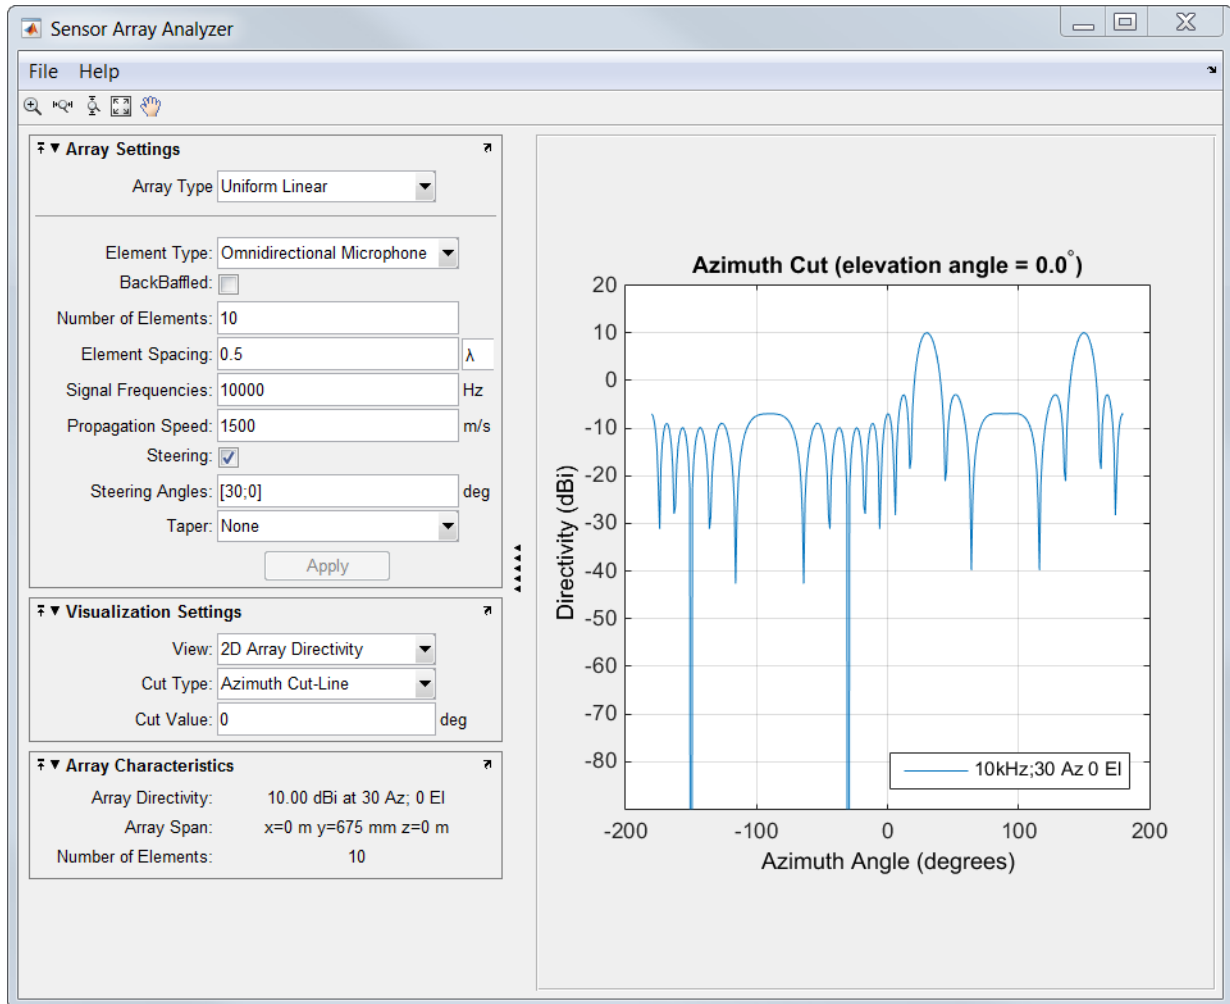 Sensor Array Analyzer
File Help
Array Settings
Array Type Uniform Linear
Element Type: Omnidirectional Microphone
BackBaffled:
Number of Elements: 10
Element Spacing: 0.5 λ
Signal Frequencies: 10000 Hz
Propagation Speed: 1500 m/s
Steering:
Steering Angles: [30;0] deg
Taper: None
Apply
Visualization Settings
View: 2D Array Directivity
Cut Type: Azimuth Cut-Line
Cut Value: 0 deg
Array Characteristics
Array Directivity: 10.00 dBi at 30 Az; 0 El
Array Span: x=0 m y=675 mm z=0 m
Number of Elements: 10
Azimuth Cut (elevation angle = 0.0°)
20
10
0
-10
-20
-30
-40
-50
-60
-70
-80
Directivity (dBi)
10kHz;30 Az 0 El
-200 -100 0 100 200
Azimuth Angle (degrees)